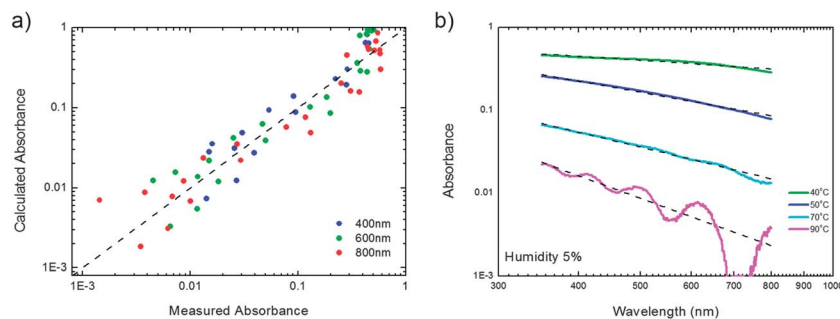 a)
Calculated Absorbance
1
0.1
0.01
1E-3
400nm
600nm
800nm
1E-3
0.01
0.1
1
Measured Absorbance
b)
Absorbance
1
0.1
0.01
1E-3
40°C
50°C
70°C
90°C
Humidity 5%
300
400
500
600
700
800
900
1000
Wavelength (nm)